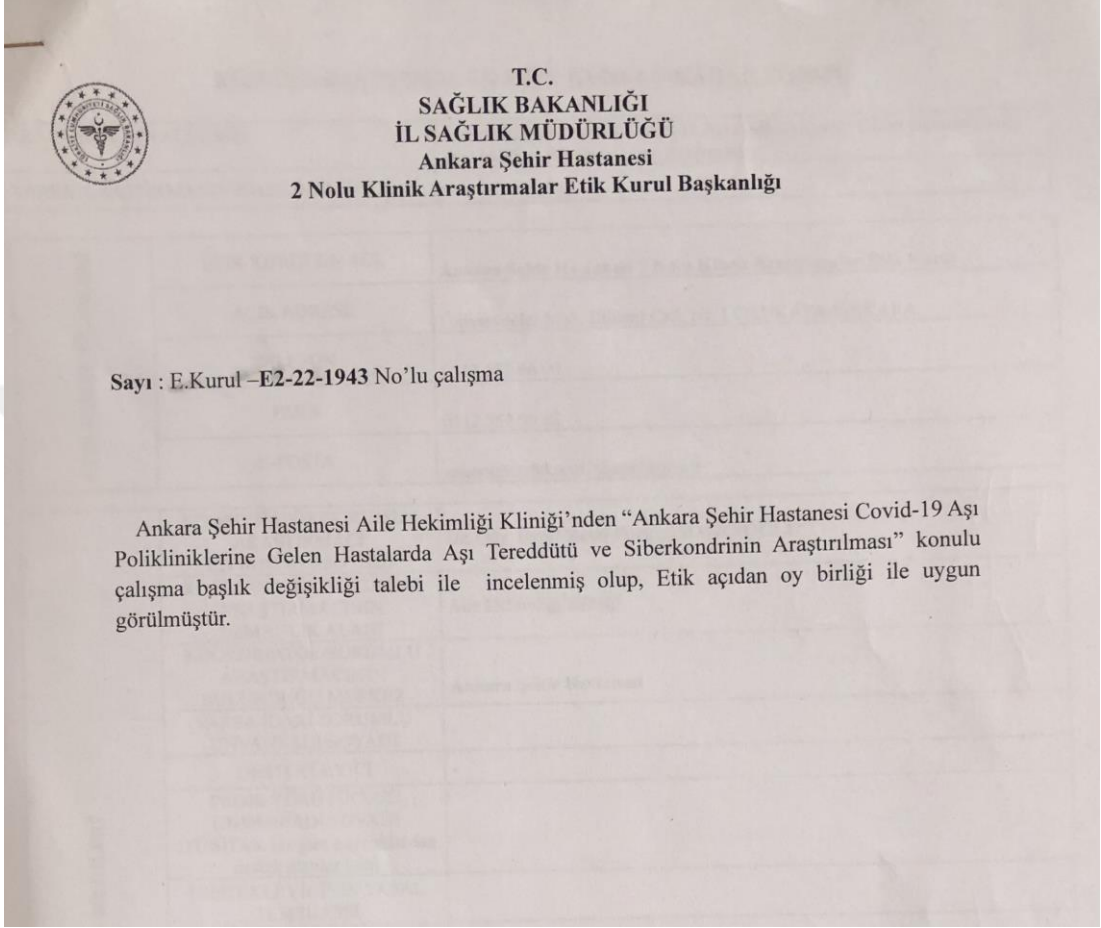 T.C.
SAĞLIK BAKANLIĞI
İL SAĞLIK MÜDÜRLÜĞÜ
Ankara Şehir Hastanesi
2 Nolu Klinik Araştırmalar Etik Kurul Başkanlığı
Sayı : E.Kurul –E2-22-1943 No’lu çalışma
Ankara Şehir Hastanesi Aile Hekimliği Kliniği’nden “Ankara Şehir Hastanesi Covid-19 Aşı
Polikliniklerine Gelen Hastalarda Aşı Tereddütü ve Siberkondrinin Araştırılması” konulu
çalışma başlık değişikliği talebi ile incelenmiş olup, Etik açıdan oy birliği ile uygun
görülmüştür.